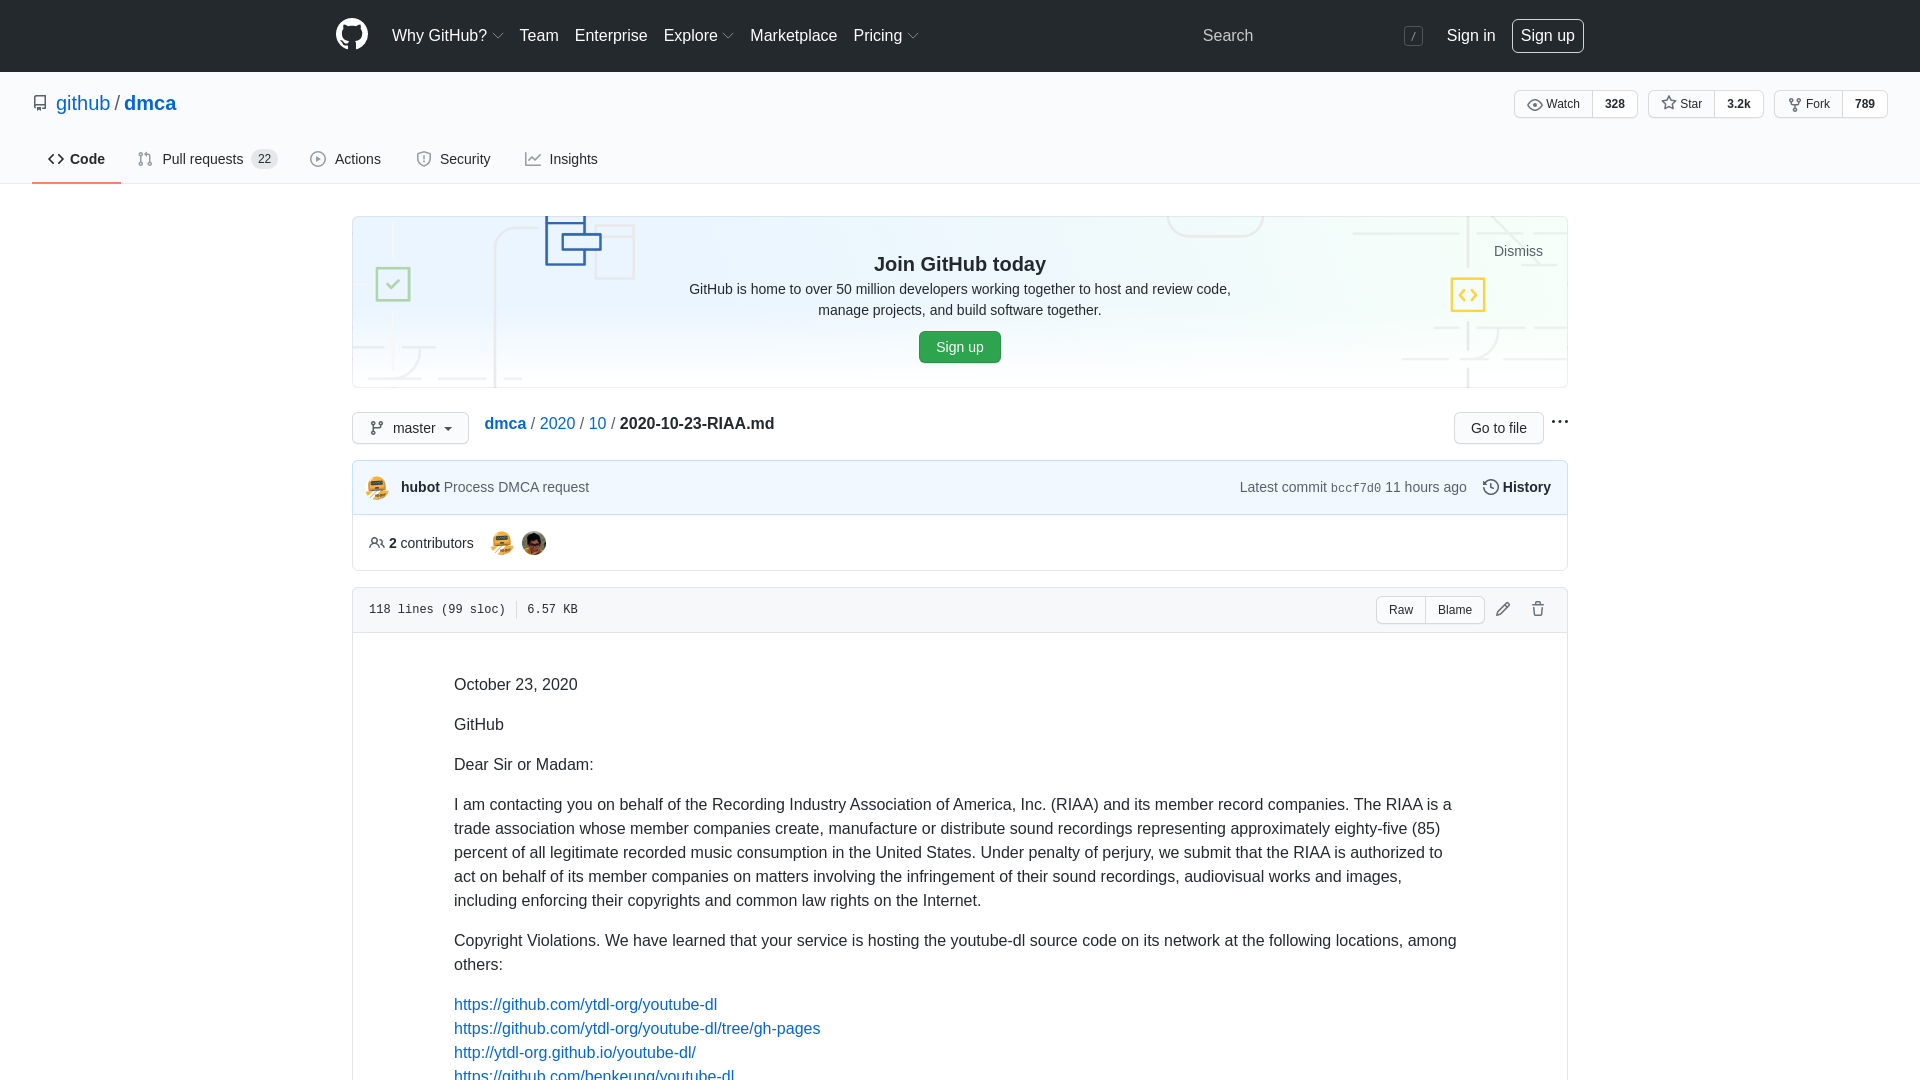 Why GitHub? Team Enterprise Explore Marketplace Pricing Search / Sign in Sign up
github / dmca Watch 328 Star 3.2k Fork 789
Code Pull requests 22 Actions Security Insights
Dismiss
Join GitHub today
GitHub is home to over 50 million developers working together to host and review code,
manage projects, and build software together.
Sign up
master dmca / 2020 / 10 / 2020-10-23-RIAA.md Go to file
hubot Process DMCA request Latest commit bccf7d0 11 hours ago History
2 contributors
118 lines (99 sloc) 6.57 KB Raw Blame
October 23, 2020
GitHub
Dear Sir or Madam:
I am contacting you on behalf of the Recording Industry Association of America, Inc. (RIAA) and its member record companies. The RIAA is a
trade association whose member companies create, manufacture or distribute sound recordings representing approximately eighty-five (85)
percent of all legitimate recorded music consumption in the United States. Under penalty of perjury, we submit that the RIAA is authorized to
act on behalf of its member companies on matters involving the infringement of their sound recordings, audiovisual works and images,
including enforcing their copyrights and common law rights on the Internet.
Copyright Violations. We have learned that your service is hosting the youtube-dl source code on its network at the following locations, among
others:
https://github.com/ytdl-org/youtube-dl
https://github.com/ytdl-org/youtube-dl/tree/gh-pages
http://ytdl-org.github.io/youtube-dl/
https://github.com/benkeung/youtube-dl